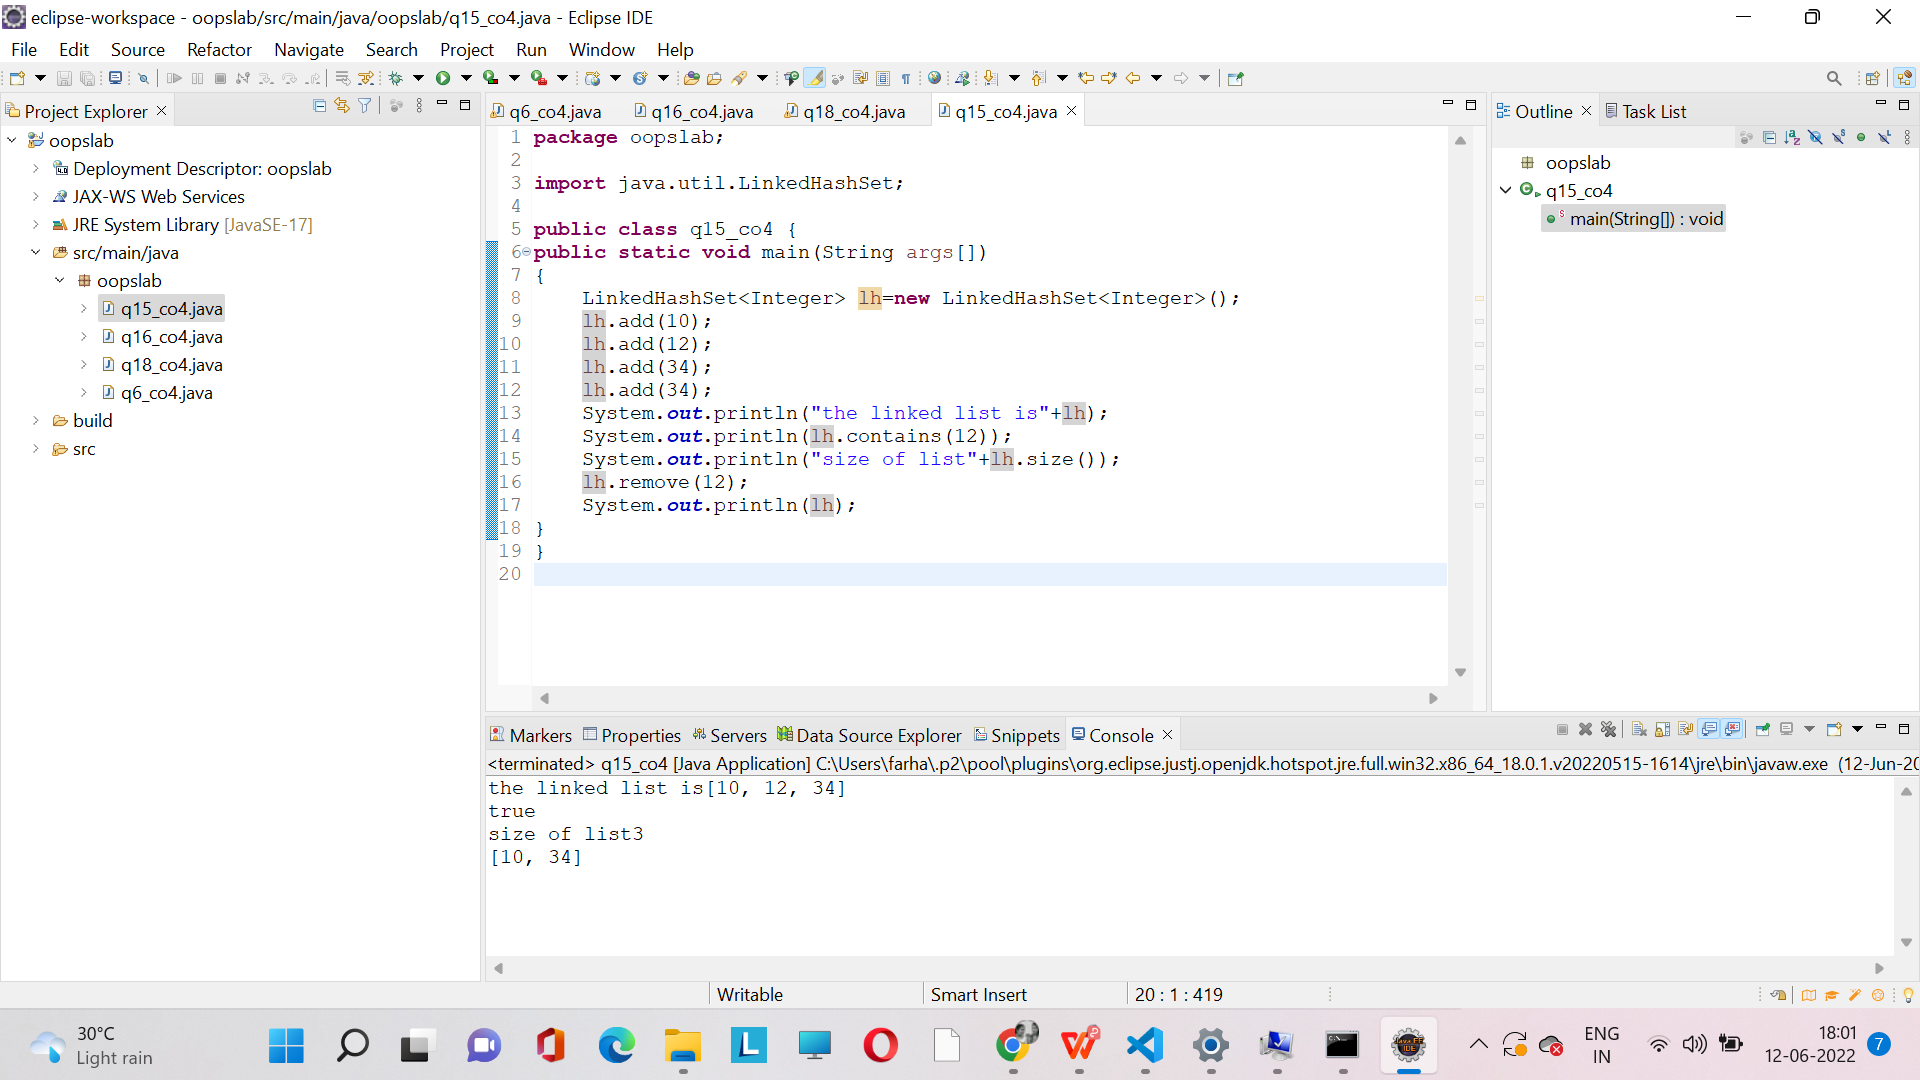 eclipse-workspace - oopslab/src/main/java/oopslab/q15_co4.java - Eclipse IDE
File Edit Source Refactor Navigate Search Project Run Window Help
Project Explorer
oopslab
Deployment Descriptor: oopslab
JAX-WS Web Services
JRE System Library [JavaSE-17]
src/main/java
oopslab
q15_co4.java
q16_co4.java
q18_co4.java
q6_co4.java
build
src
q6_co4.java q16_co4.java q18_co4.java q15_co4.java
1 package oopslab;
2
3 import java.util.LinkedHashSet;
4
5 public class q15_co4 {
6 public static void main(String args[])
7 {
8 LinkedHashSet<Integer> lh=new LinkedHashSet<Integer>();
9 lh.add(10);
10 lh.add(12);
11 lh.add(34);
12 lh.add(34);
13 System.out.println("the linked list is"+lh);
14 System.out.println(lh.contains(12));
15 System.out.println("size of list"+lh.size());
16 lh.remove(12);
17 System.out.println(lh);
18 }
19 }
20
Outline Task List
oopslab
q15_co4
main(String[]) : void
Markers Properties Servers Data Source Explorer Snippets Console
<terminated> q15_co4 [Java Application] C:\Users\farha\.p2\pool\plugins\org.eclipse.justj.openjdk.hotspot.jre.full.win32.x86_64_18.0.1.v20220515-1614\jre\bin\javaw.exe (12-Jun-20
the linked list is[10, 12, 34]
true
size of list3
[10, 34]
Writable Smart Insert 20 : 1 : 419
30°C
Light rain
ENG
IN
18:01
12-06-2022
7